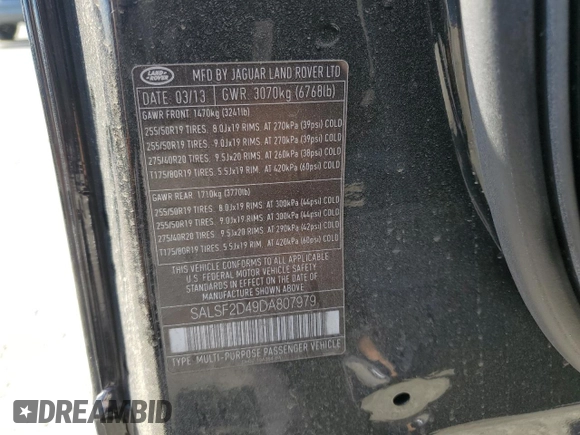 LAND ROVER
MFD BY JAGUAR LAND ROVER LTD
DATE: 03/13 GWR: 3070kg (6768lb)
GAWR FRONT 1470kg (3241lb)
255/50R19 TIRES. 8.0Jx19 RIMS. AT 270kPa (39psi) COLD
255/50R19 TIRES. 9.0Jx19 RIMS. AT 270kPa (39psi) COLD
275/40R20 TIRES. 9.5Jx20 RIMS. AT 260kPa (38psi) COLD
T175/80R19 TIRES. 5.5Jx19 RIM. AT 420kPa (60psi) COLD
GAWR REAR 1710kg (3770lb)
255/50R19 TIRES. 8.0Jx19 RIMS. AT 300kPa (44psi) COLD
255/50R19 TIRES. 9.0Jx19 RIMS. AT 300kPa (44psi) COLD
275/40R20 TIRES. 9.5Jx20 RIMS. AT 290kPa (42psi) COLD
T175/80R19 TIRES. 5.5Jx19 RIM. AT 420kPa (60psi) COLD
THIS VEHICLE CONFORMS TO ALL APPLICABLE
U.S. FEDERAL MOTOR VEHICLE SAFETY
STANDARDS IN EFFECT ON THE DATE OF
MANUFACTURE SHOWN ABOVE
SALSF2D49DA807979
TYPE: MULTI-PURPOSE PASSENGER VEHICLE
DREAMBID